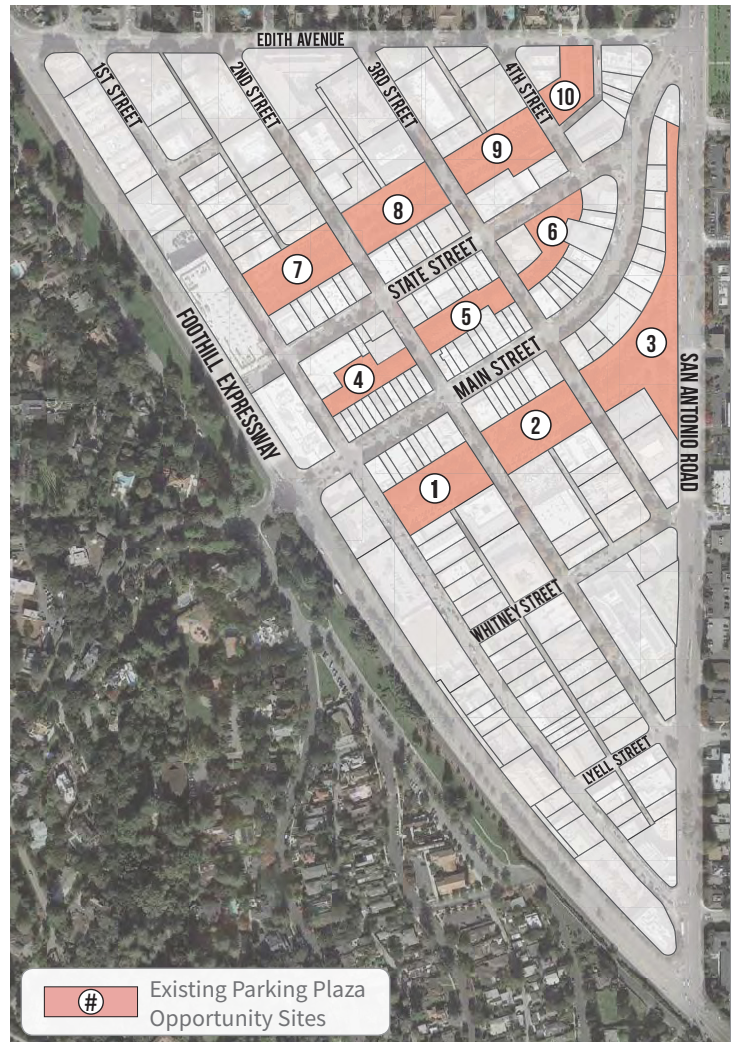 EDITH AVENUE
1ST STREET
2ND STREET
3RD STREET
4TH STREET
10
9
8
6
7
STATE STREET
5
3
FOOTHILL EXPRESSWAY
4
MAIN STREET
SAN ANTONIO ROAD
2
1
WHITNEY STREET
LYELL STREET
# Existing Parking Plaza
Opportunity Sites